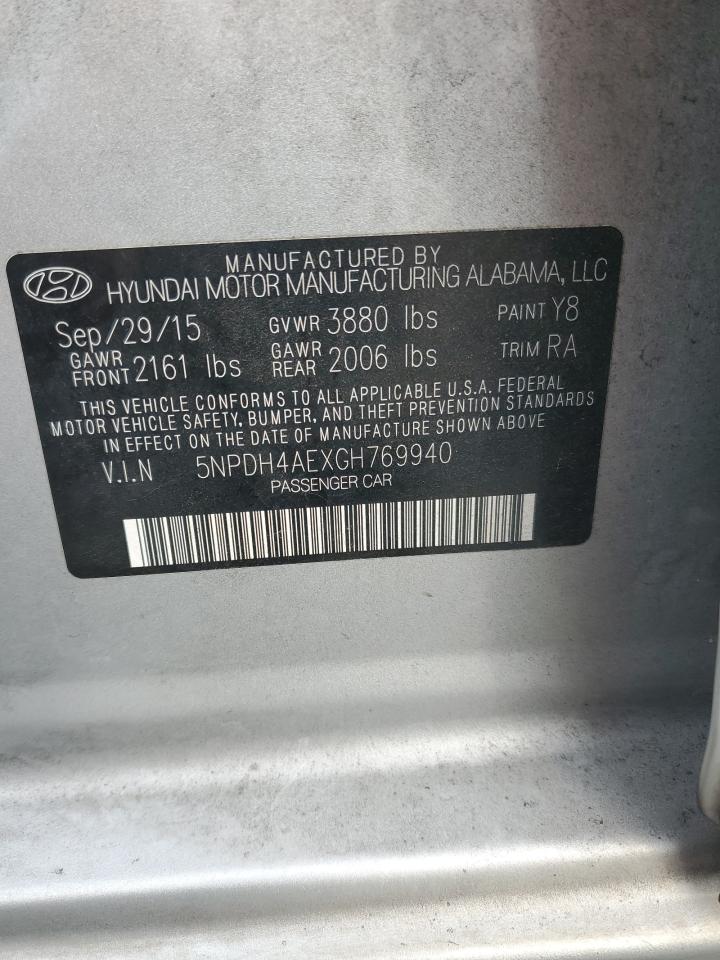 MANUFACTURED BY
HYUNDAI MOTOR MANUFACTURING ALABAMA, LLC
Sep/29/15 GVWR 3880 lbs PAINT Y8
GAWR FRONT 2161 lbs GAWR REAR 2006 lbs TRIM RA
THIS VEHICLE CONFORMS TO ALL APPLICABLE U.S.A. FEDERAL
MOTOR VEHICLE SAFETY, BUMPER, AND THEFT PREVENTION STANDARDS
IN EFFECT ON THE DATE OF MANUFACTURE SHOWN ABOVE
V.I.N 5NPDH4AEXGH769940
PASSENGER CAR